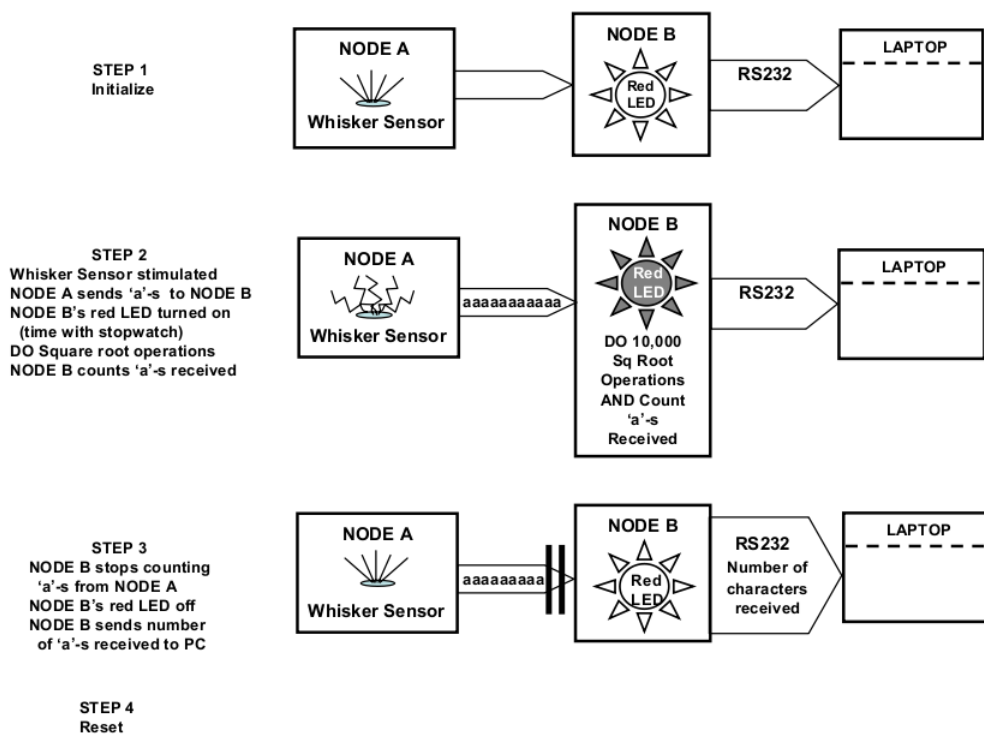 STEP 1
Initialize
NODE A
Whisker Sensor
NODE B
Red
LED
RS232
LAPTOP
STEP 2
Whisker Sensor stimulated
NODE A sends ‘a’-s to NODE B
NODE B’s red LED turned on
(time with stopwatch)
DO Square root operations
NODE B counts ‘a’-s received
NODE A
Whisker Sensor
aaaaaaaaaaa
NODE B
Red
LED
DO 10,000
Sq Root
Operations
AND Count
‘a’-s
Received
RS232
LAPTOP
STEP 3
NODE B stops counting
‘a’-s from NODE A
NODE B’s red LED off
NODE B sends number
of ‘a’-s received to PC
NODE A
Whisker Sensor
aaaaaaaaa
NODE B
Red
LED
RS232
Number of
characters
received
LAPTOP
STEP 4
Reset